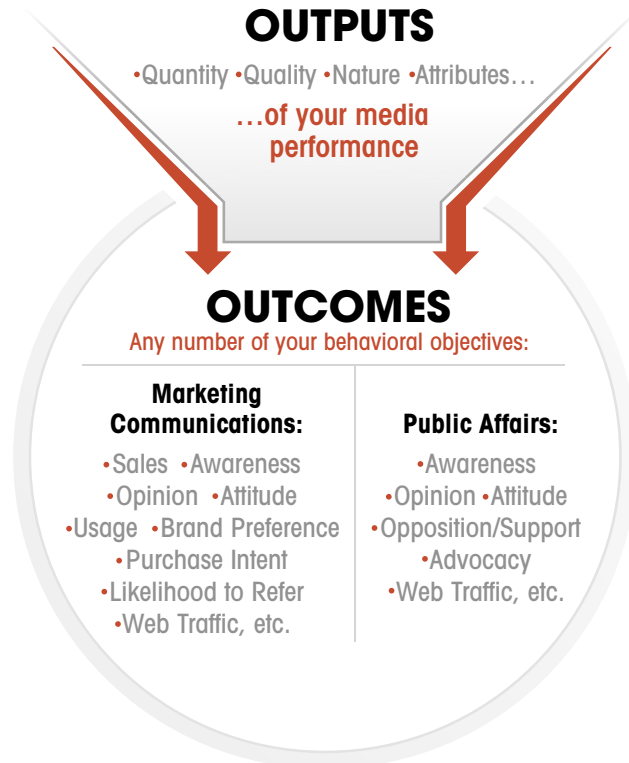 OUTPUTS
•Quantity •Quality •Nature •Attributes…
…of your media
performance
OUTCOMES
Any number of your behavioral objectives:
Marketing
Communications:
•Sales •Awareness
•Opinion •Attitude
•Usage •Brand Preference
•Purchase Intent
•Likelihood to Refer
•Web Traffic, etc.
Public Affairs:
•Awareness
•Opinion •Attitude
•Opposition/Support
•Advocacy
•Web Traffic, etc.